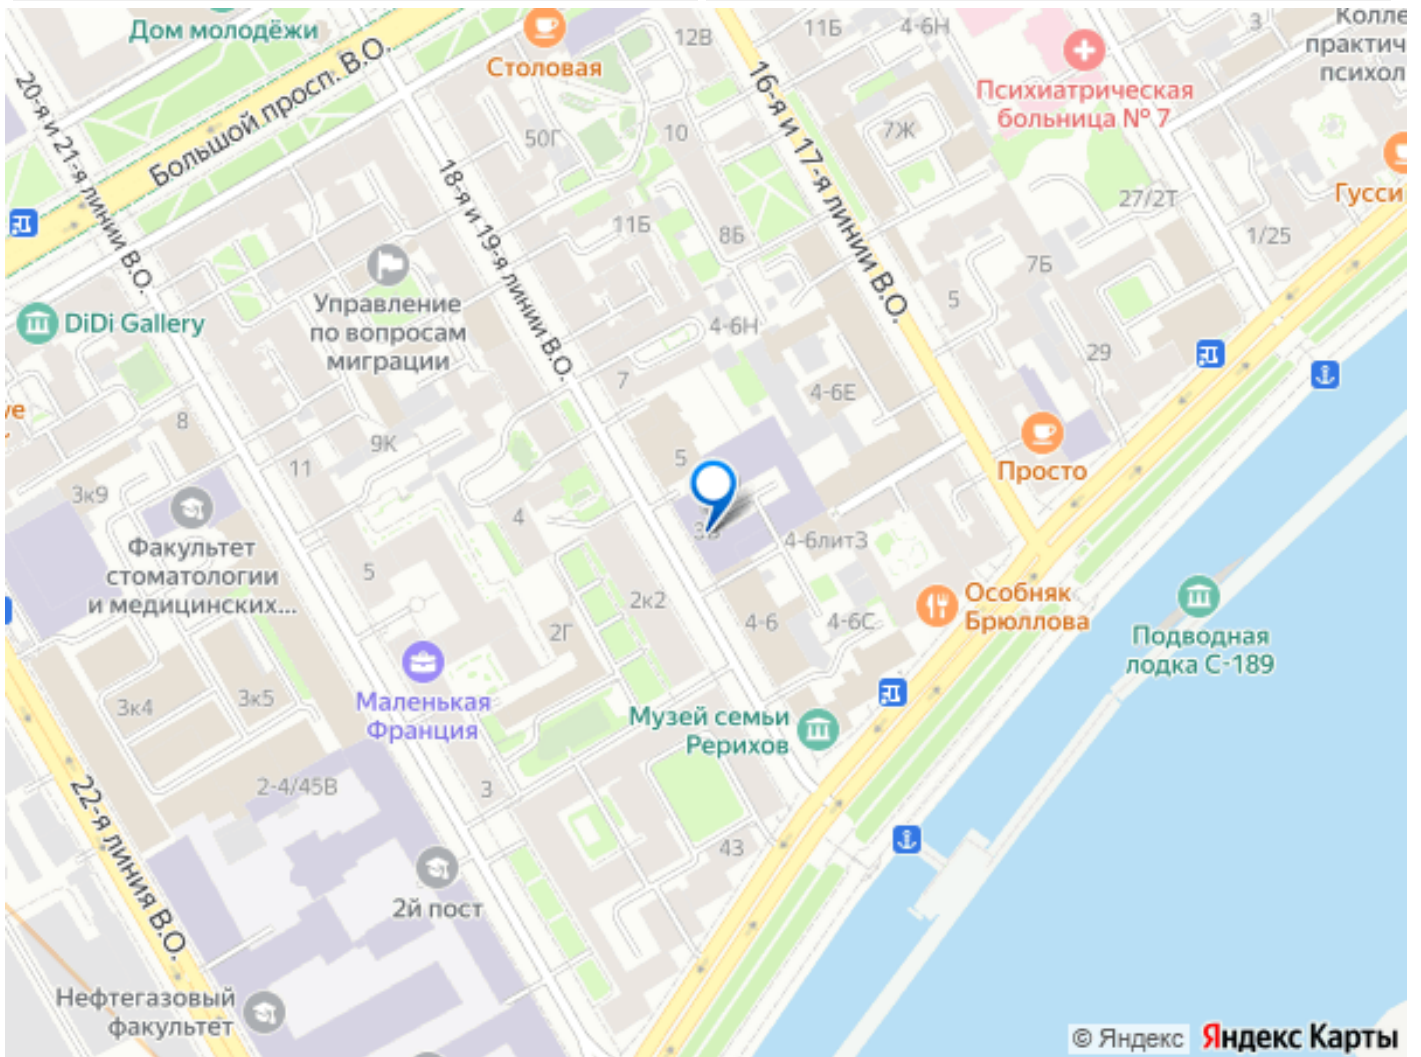 Дом молодёжи
Столовая
12В
11Б
4-6Н
3
Колле
практич
психол
20-я и 21-я линии В.О.
Большой просп. В.О.
50Г
10
16-я и 17-я линии В.О.
7Ж
Психиатрическая
больница № 7
Гусси
27/2Т
1/25
18-я и 19-я линии В.О.
11Б
8Б
7Б
5
29
Управление
по вопросам
миграции
DiDi Gallery
4-6Н
7
4-6Е
8
9К
11
5
Просто
3к9
Факультет
стоматологии
и медицинских...
4
4-6литЗ
5
2к2
2Г
4-6
4-6С
Особняк
Брюллова
Подводная
лодка С-189
3к4
3к5
Маленькая
Франция
Музей семьи
Рерихов
2-4/45В
3
43
22-я линия В.О.
2й пост
Нефтегазовый
факультет
© Яндекс
Яндекс Карты